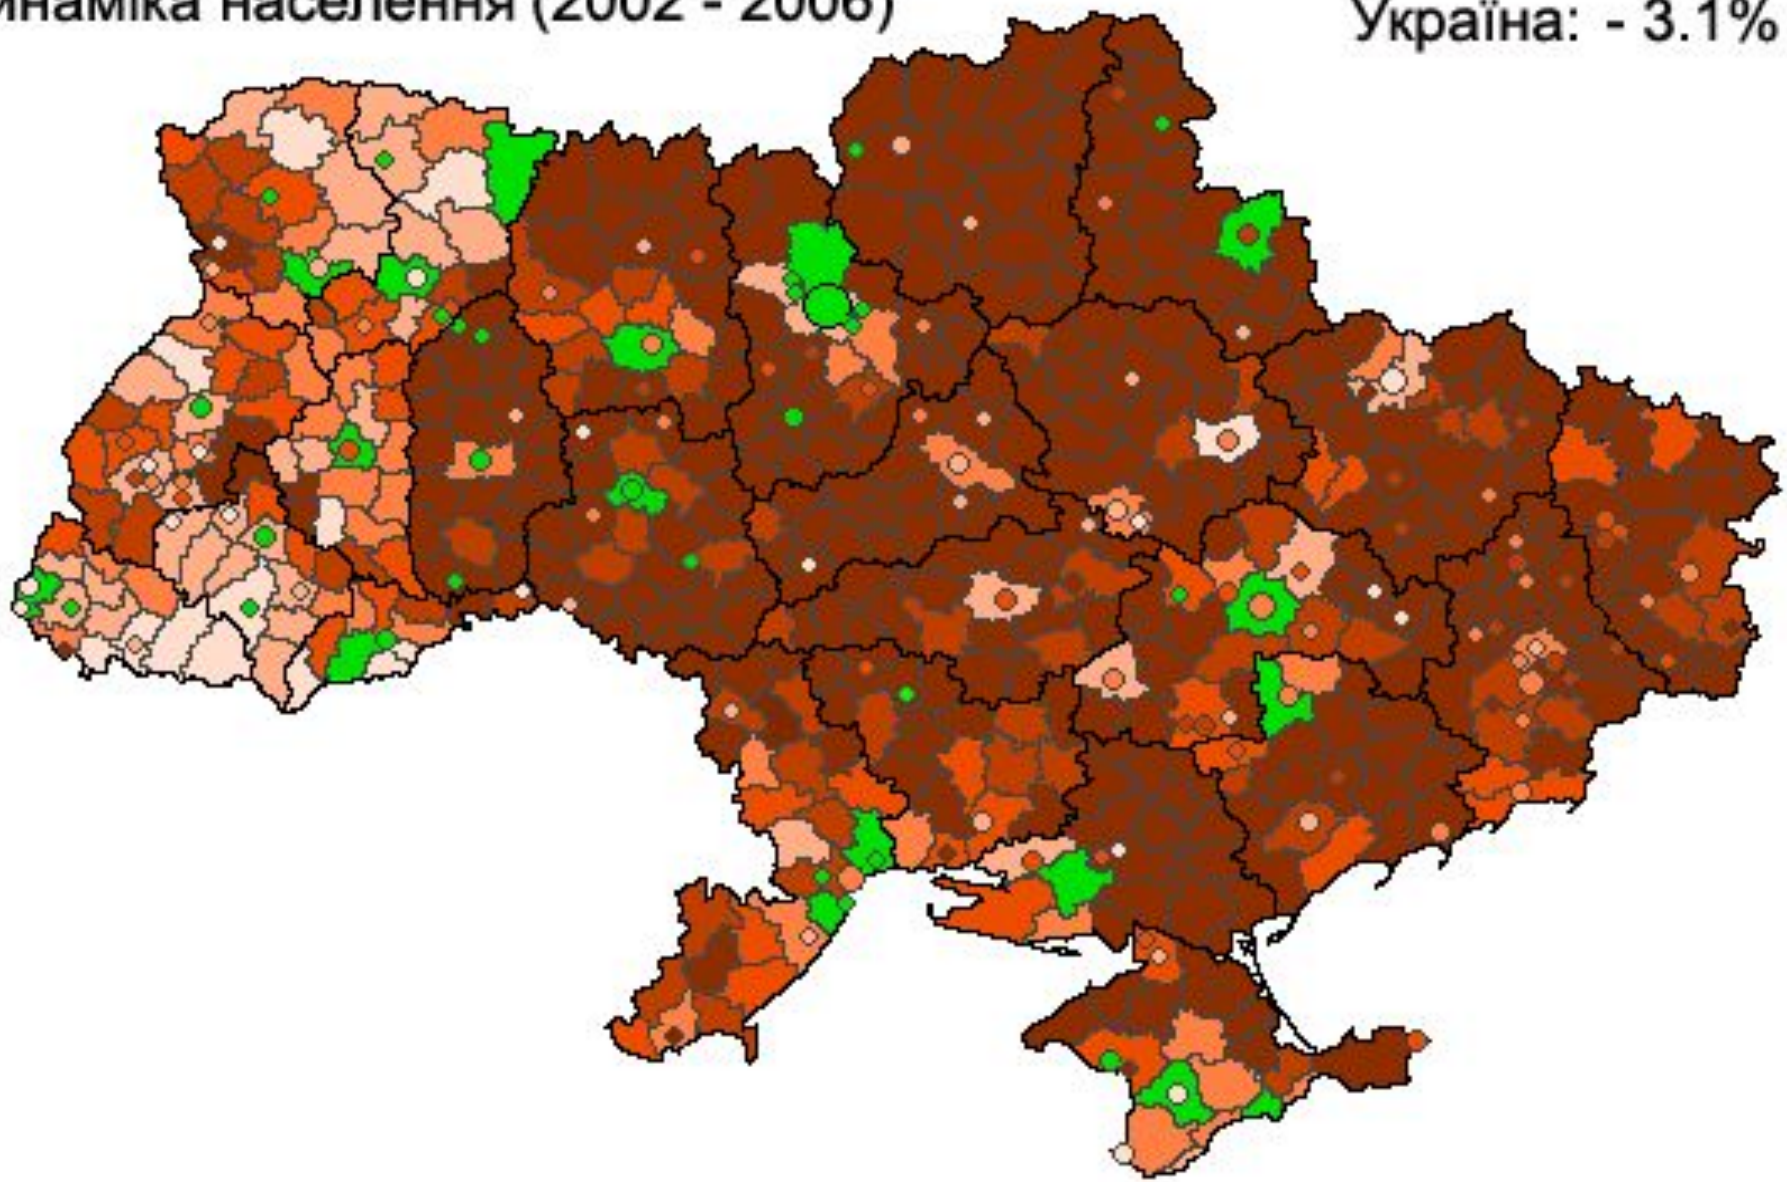 инаміка населення (2002 - 2006)
Україна: - 3.1%